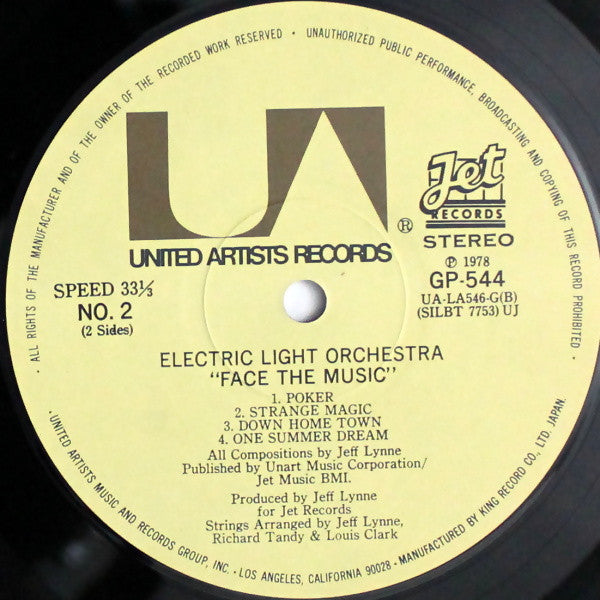 ALL RIGHTS OF THE MANUFACTURER AND OF THE OWNER OF THE RECORDED WORK RESERVED • UNAUTHORIZED PUBLIC PERFORMANCE, BROADCASTING AND COPYING OF THIS RECORD PROHIBITED •
UA ®
UNITED ARTISTS RECORDS
Jet
RECORDS
STEREO
℗ 1978
GP-544
UA-LA546-G(B)
(SILBT 7753) UJ
SPEED 33⅓
NO. 2
(2 Sides)
ELECTRIC LIGHT ORCHESTRA
"FACE THE MUSIC"
1. POKER
2. STRANGE MAGIC
3. DOWN HOME TOWN
4. ONE SUMMER DREAM
All Compositions by Jeff Lynne
Published by Unart Music Corporation/
Jet Music BMI.
Produced by Jeff Lynne
for Jet Records
Strings Arranged by Jeff Lynne,
Richard Tandy & Louis Clark
• UNITED ARTISTS MUSIC AND RECORDS GROUP, INC. • LOS ANGELES, CALIFORNIA 90028 • MANUFACTURED BY KING RECORD CO., LTD. JAPAN.